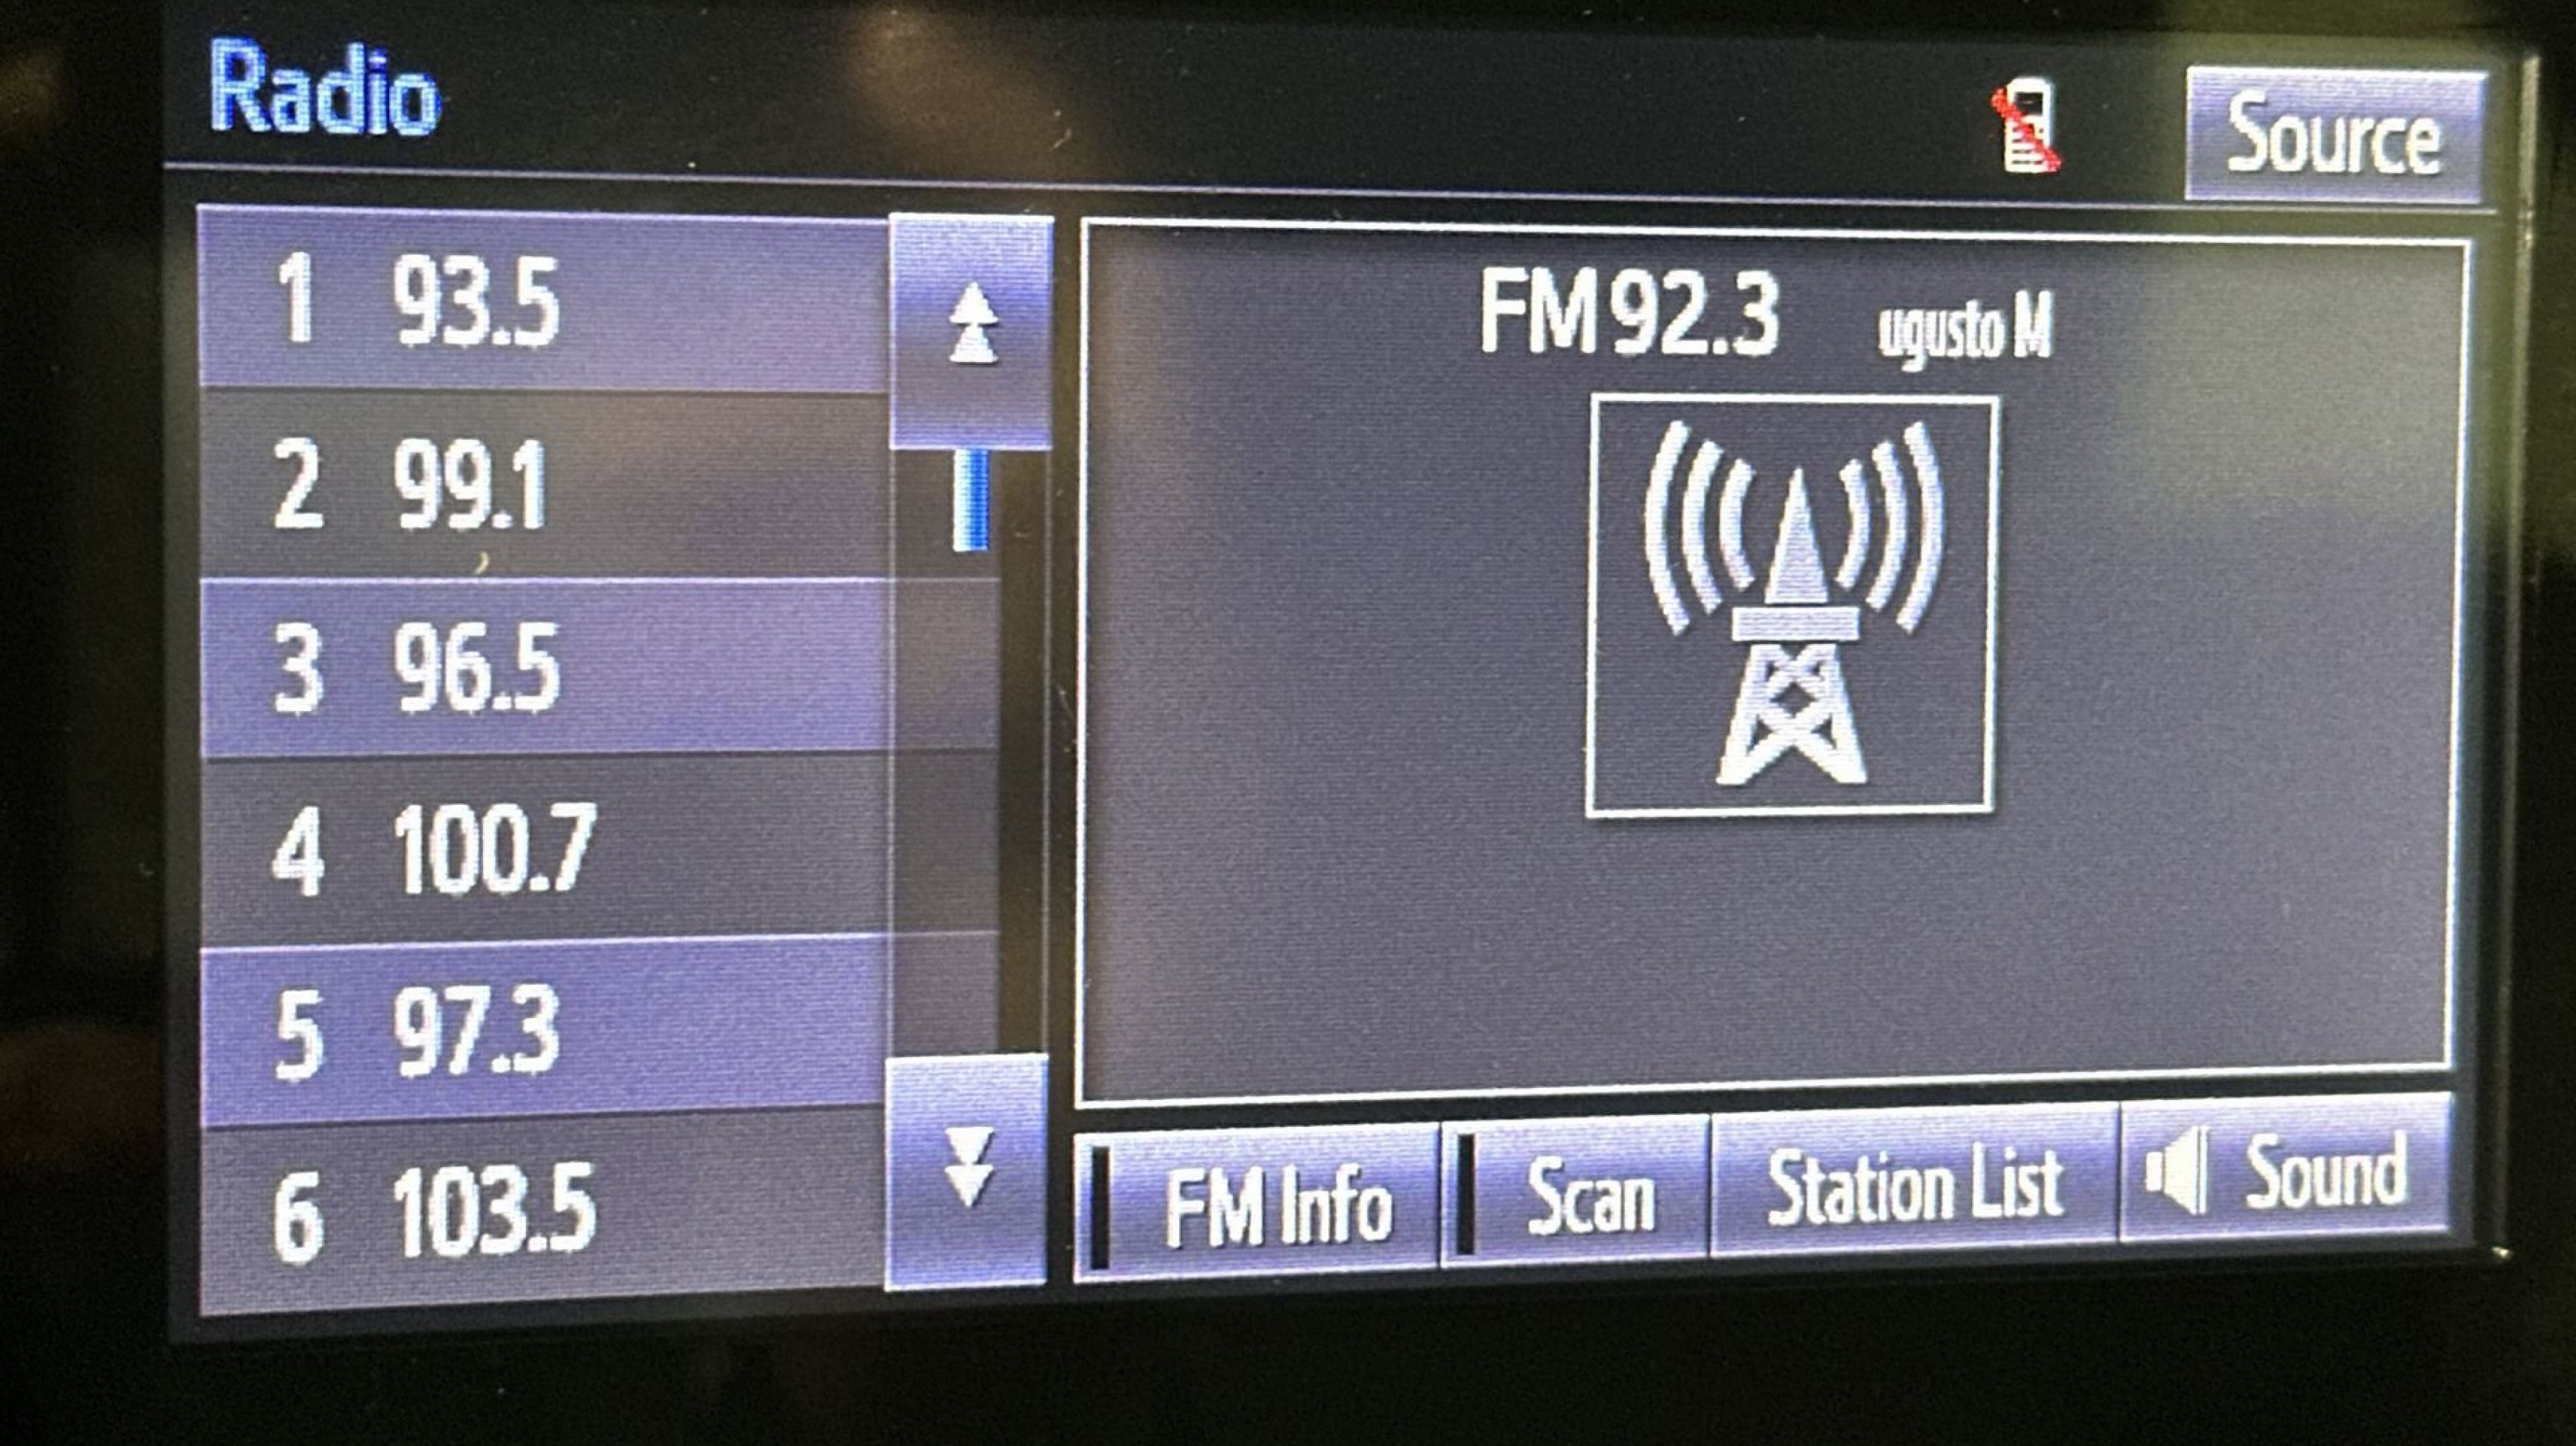 Radio
Source
1 93.5
2 99.1
3 96.5
4 100.7
5 97.3
6 103.5
FM 92.3 ugusto M
FM Info
Scan
Station List
Sound